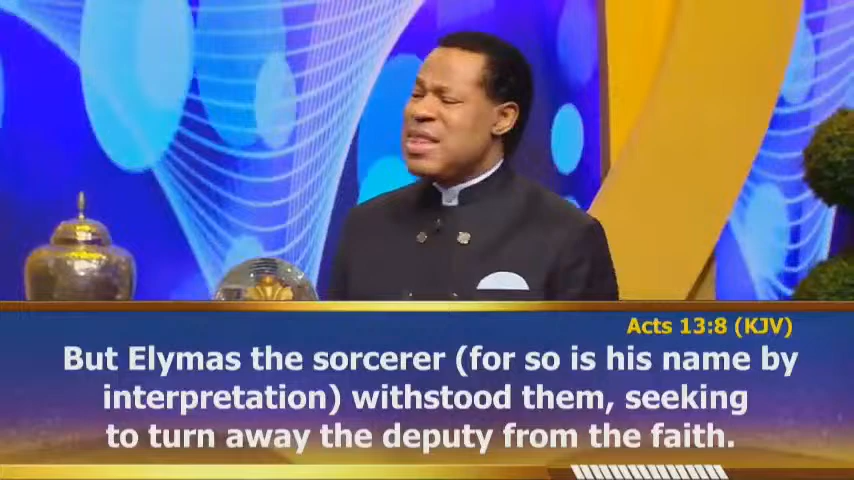 Acts 13:8 (KJV)
But Elymas the sorcerer (for so is his name by
interpretation) withstood them, seeking
to turn away the deputy from the faith.